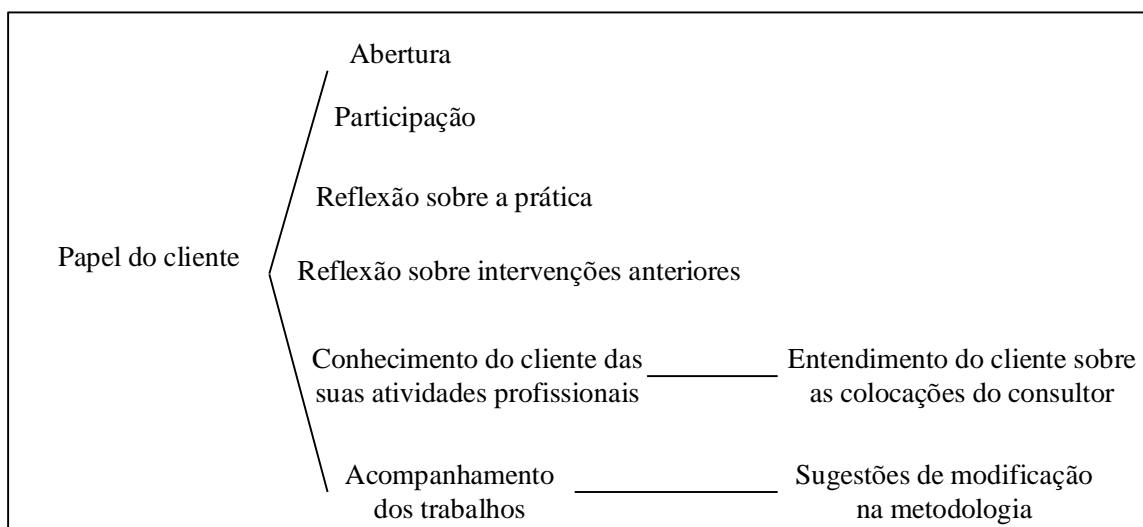 Abertura
Participação
Reflexão sobre a prática
Papel do cliente
Reflexão sobre intervenções anteriores
Conhecimento do cliente das
suas atividades profissionais
Entendimento do cliente sobre
as colocações do consultor
Acompanhamento
dos trabalhos
Sugestões de modificação
na metodologia